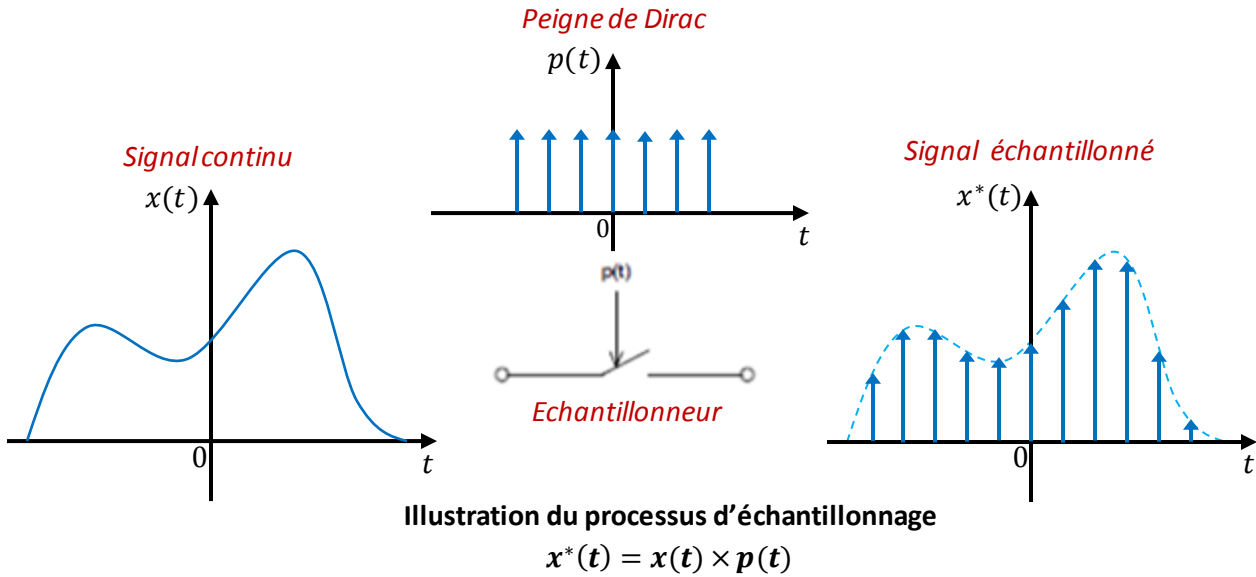 Peigne de Dirac
p(t)
0
t
Signal continu
x(t)
0
t
p(t)
Echantillonneur
Signal échantillonné
x*(t)
0
t
Illustration du processus d'échantillonnage
x*(t) = x(t) × p(t)